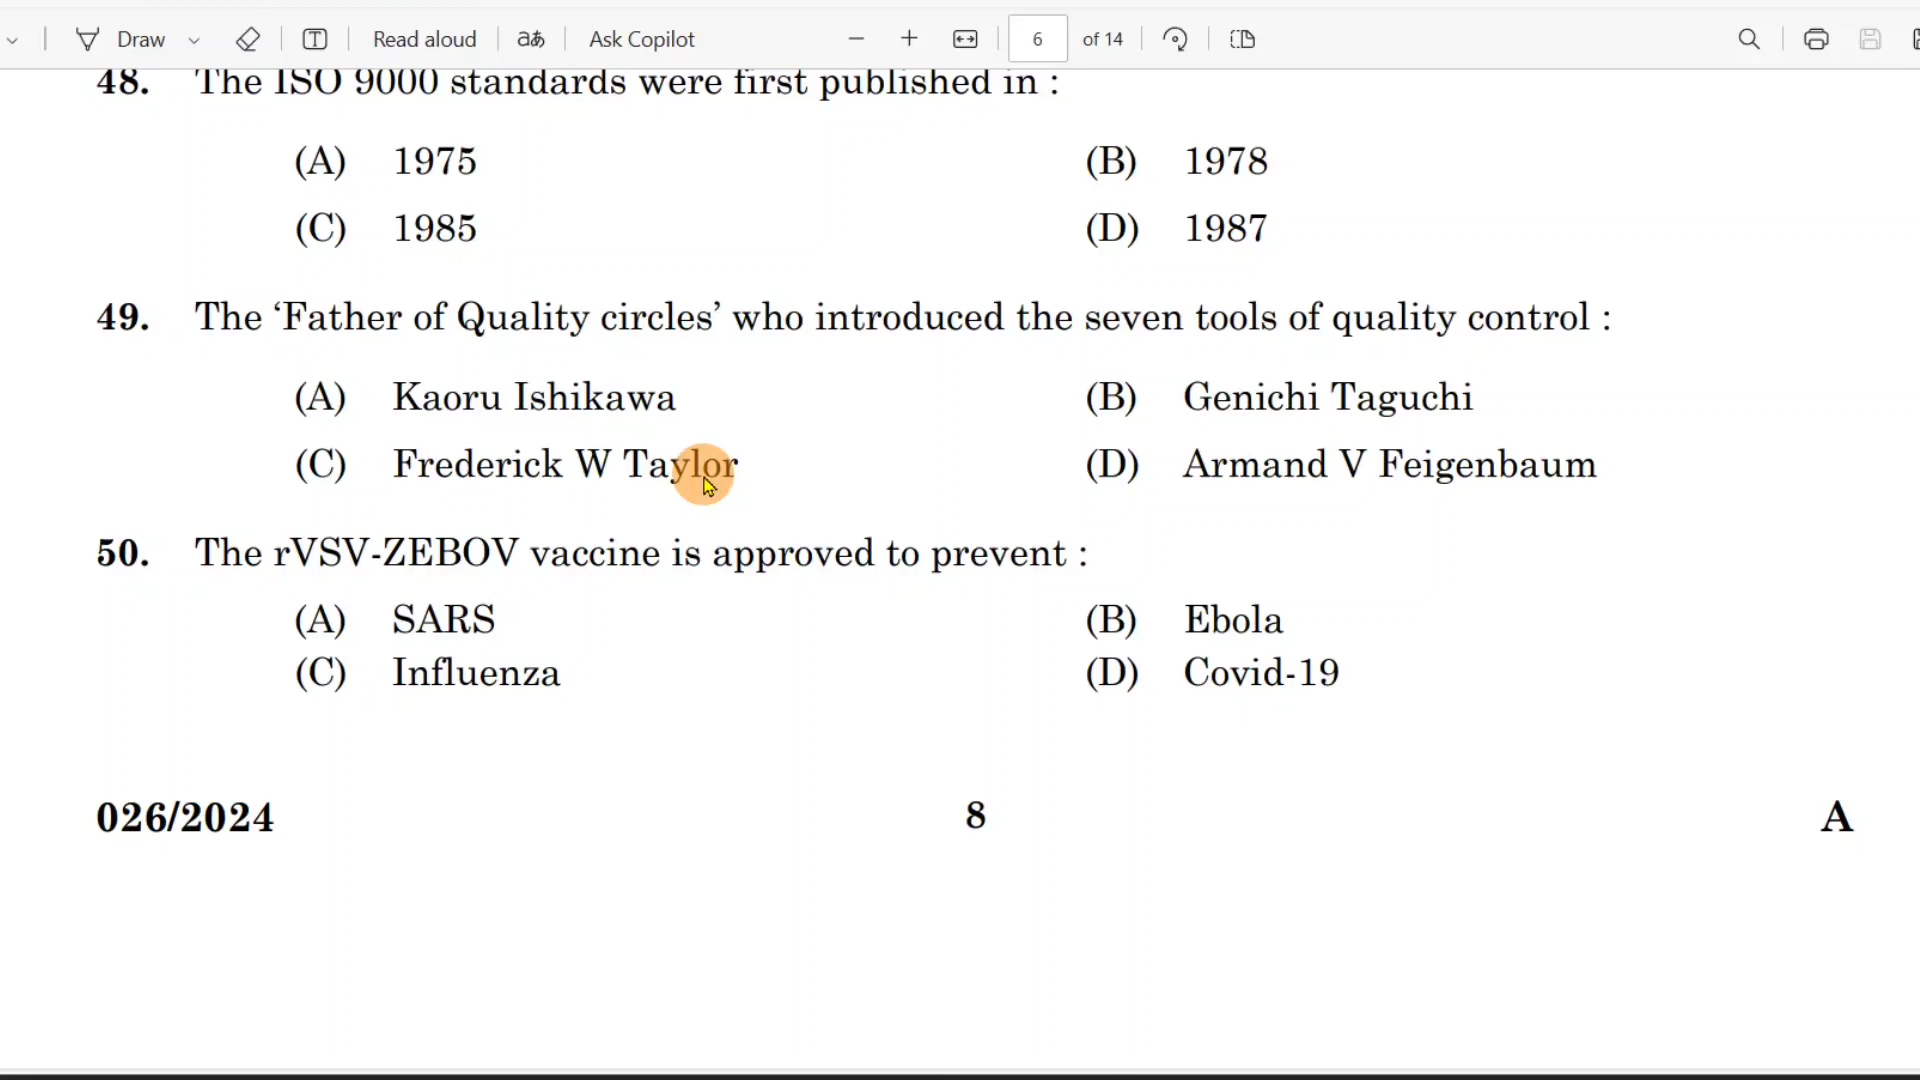 Draw Read aloud aあ Ask Copilot 6 of 14
48. The ISO 9000 standards were first published in :
(A) 1975 (B) 1978
(C) 1985 (D) 1987
49. The ‘Father of Quality circles’ who introduced the seven tools of quality control :
(A) Kaoru Ishikawa (B) Genichi Taguchi
(C) Frederick W Taylor (D) Armand V Feigenbaum
50. The rVSV-ZEBOV vaccine is approved to prevent :
(A) SARS (B) Ebola
(C) Influenza (D) Covid-19
026/2024 8 A